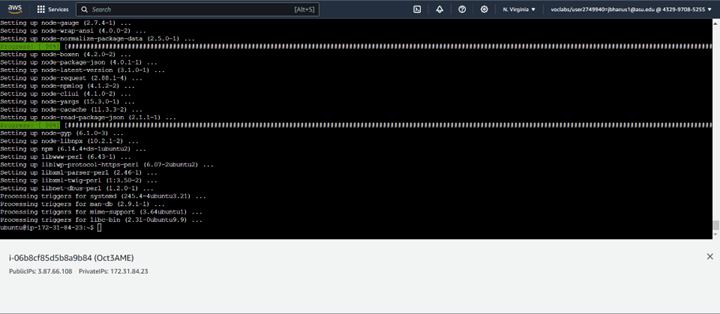 aws
Services
Search
[Alt+S]
N. Virginia
voclabs/user2749940=jbhanus1@asu.edu @ 4329-9708-5255
Setting up node-gauge (2.7.4-1) ...
Setting up node-wrap-ansi (4.0.0-2) ...
Setting up node-normalize-package-data (2.5.0-1) ...
Setting up node-boxen (4.2.0-2) ...
Setting up node-package-json (4.0.1-1) ...
Setting up node-latest-version (3.1.0-1) ...
Setting up node-request (2.88.1-4) ...
Setting up node-npmlog (4.1.2-2) ...
Setting up node-cliui (4.1.0-2) ...
Setting up node-yargs (15.3.0-1) ...
Setting up node-cacache (11.3.3-2) ...
Setting up node-read-package-json (2.1.1-1) ...
Setting up node-gyp (6.1.0-3) ...
Setting up node-libnpx (10.2.1-2) ...
Setting up npm (6.14.4+ds-1ubuntu2) ...
Setting up libwww-perl (6.43-1) ...
Setting up liblwp-protocol-https-perl (6.07-2ubuntu2) ...
Setting up libxml-parser-perl (2.46-1) ...
Setting up libxml-twig-perl (1:3.50-2) ...
Setting up libnet-dbus-perl (1.2.0-1) ...
Processing triggers for systemd (245.4-4ubuntu3.21) ...
Processing triggers for man-db (2.9.1-1) ...
Processing triggers for mime-support (3.64ubuntu1) ...
Processing triggers for libc-bin (2.31-0ubuntu9.9) ...
ubuntu@ip-172-31-84-23:~$
i-06b8cf85d5b8a9b84 (Oct3AME)
PublicIPs: 3.87.66.108 PrivateIPs: 172.31.84.23